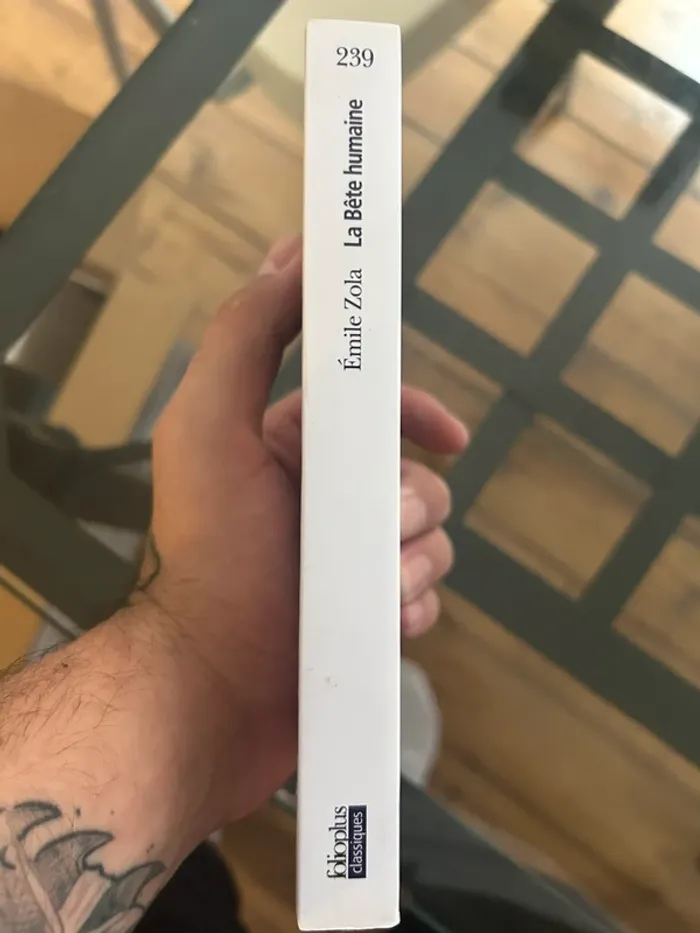 239
Émile Zola La Bête humaine
folioplus
classiques